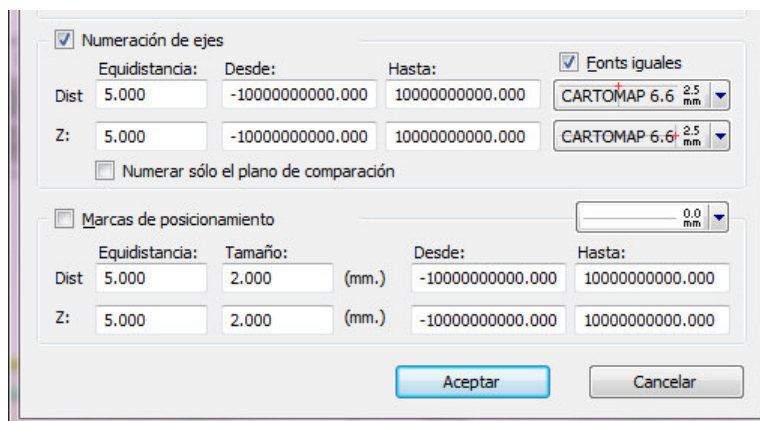 Numeración de ejes
Equidistancia: Desde: Hasta: Fonts iguales
Dist 5.000 -10000000000.000 10000000000.000 CARTOMAP 6.6 2.5 mm
Z: 5.000 -10000000000.000 10000000000.000 CARTOMAP 6.6 2.5 mm
Numerar sólo el plano de comparación
Marcas de posicionamiento 0.0 mm
Equidistancia: Tamaño: Desde: Hasta:
Dist 5.000 2.000 (mm.) -10000000000.000 10000000000.000
Z: 5.000 2.000 (mm.) -10000000000.000 10000000000.000
Aceptar Cancelar